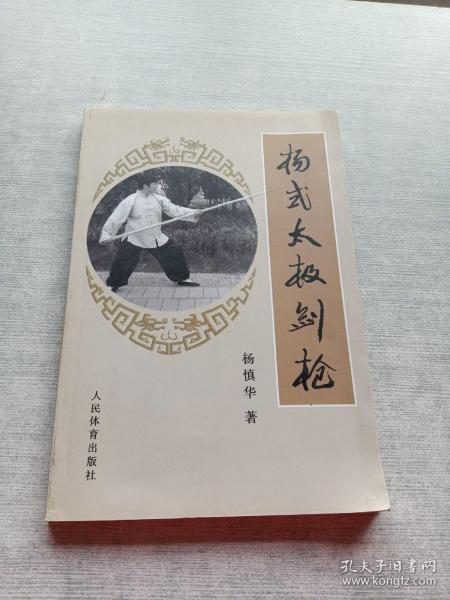 杨式太极剑枪
杨慎华 著
人民体育出版社
孔夫子旧书网
www.kongfz.com